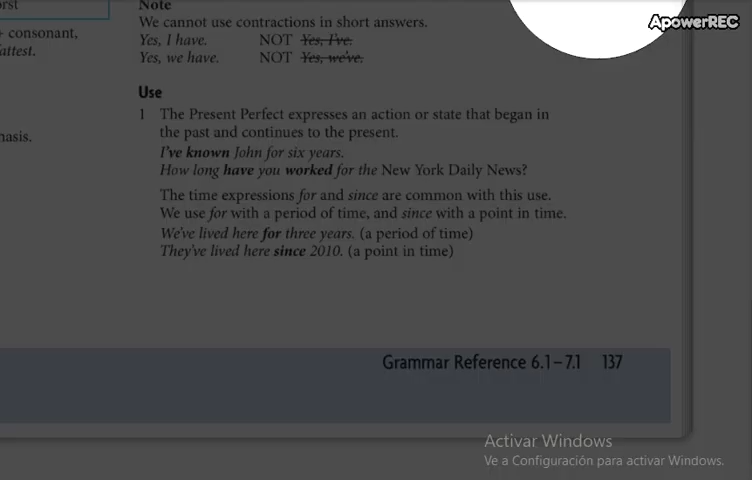 orst
+ consonant,
fattest.
hasis.
Note
We cannot use contractions in short answers.
Yes, I have. NOT Yes, I've.
Yes, we have. NOT Yes, we've.
Use
1 The Present Perfect expresses an action or state that began in
the past and continues to the present.
I've known John for six years.
How long have you worked for the New York Daily News?
The time expressions for and since are common with this use.
We use for with a period of time, and since with a point in time.
We've lived here for three years. (a period of time)
They've lived here since 2010. (a point in time)
Grammar Reference 6.1–7.1 137
ApowerREC
Activar Windows
Ve a Configuración para activar Windows.